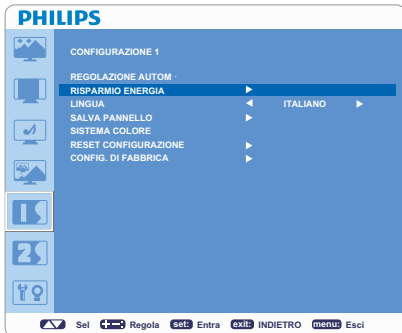 PHILIPS
CONFIGURAZIONE 1
REGOLAZIONE AUTOM ·
RISPARMIO ENERGIA
LINGUA ITALIANO
SALVA PANNELLO
SISTEMA COLORE
RESET CONFIGURAZIONE
CONFIG. DI FABBRICA
Sel Regola set: Entra exit: INDIETRO menu: Esci